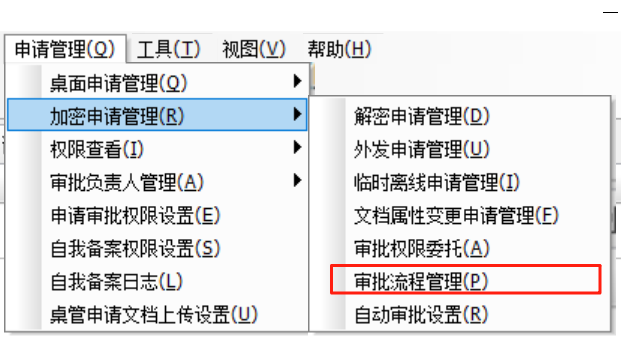 申请管理(Q) 工具(T) 视图(V) 帮助(H)
桌面申请管理(Q)
加密申请管理(R)
权限查看(I)
审批负责人管理(A)
申请审批权限设置(E)
自我备案权限设置(S)
自我备案日志(L)
桌管申请文档上传设置(U)
解密申请管理(D)
外发申请管理(U)
临时离线申请管理(I)
文档属性变更申请管理(F)
审批权限委托(A)
审批流程管理(P)
自动审批设置(R)